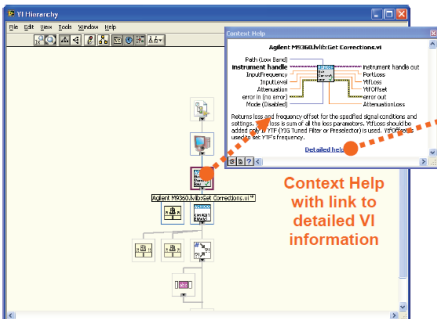 VI Hierarchy
File Edit View Tools Window Help
Agilent M9360.lvlib:Get Corrections.vi
Context Help
Agilent M9360.lvlib:Get Corrections.vi
Path (Low Band)
Instrument handle
InputFrequency
InputLevel
Attenuation
error in (no error)
Mode (Disabled)
instrument handle out
PortLoss
YtfLoss
YtfOffset
error out
AttenuationLoss
Returns loss and frequency offset for the specified signal conditions and
settings.
loss is sum of all the loss parameters. YtfLoss should be
added only if YTF (YIG Tuned Filter or Preselector) is used. YtfOffset is
used to set YTF's frequency.
Detailed help
Context Help
with link to
detailed VI
information